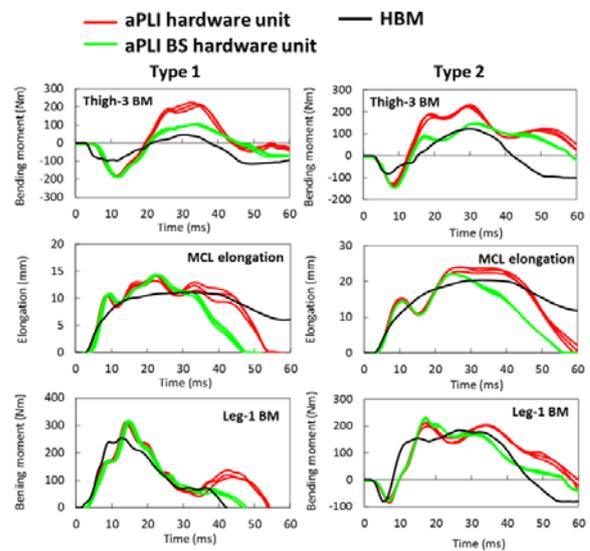 aPLI hardware unit
HBM
aPLI BS hardware unit
Type 1
Type 2
Bending moment (Nm)
300
200
100
0
-100
-200
-300
Thigh-3 BM
0 10 20 30 40 50 60
Time (ms)
Bending moment (Nm)
300
200
100
0
-100
-200
Thigh-3 BM
0 10 20 30 40 50 60
Time (ms)
Elongation (mm)
20
15
10
5
0
MCL elongation
0 10 20 30 40 50 60
Time (ms)
Elongation (mm)
30
20
10
0
MCL elongation
0 10 20 30 40 50 60
Time (ms)
Bending moment (Nm)
400
300
200
100
0
Leg-1 BM
0 10 20 30 40 50 60
Time (ms)
Bending moment (Nm)
400
300
200
100
0
-100
Leg-1 BM
0 10 20 30 40 50 60
Time (ms)